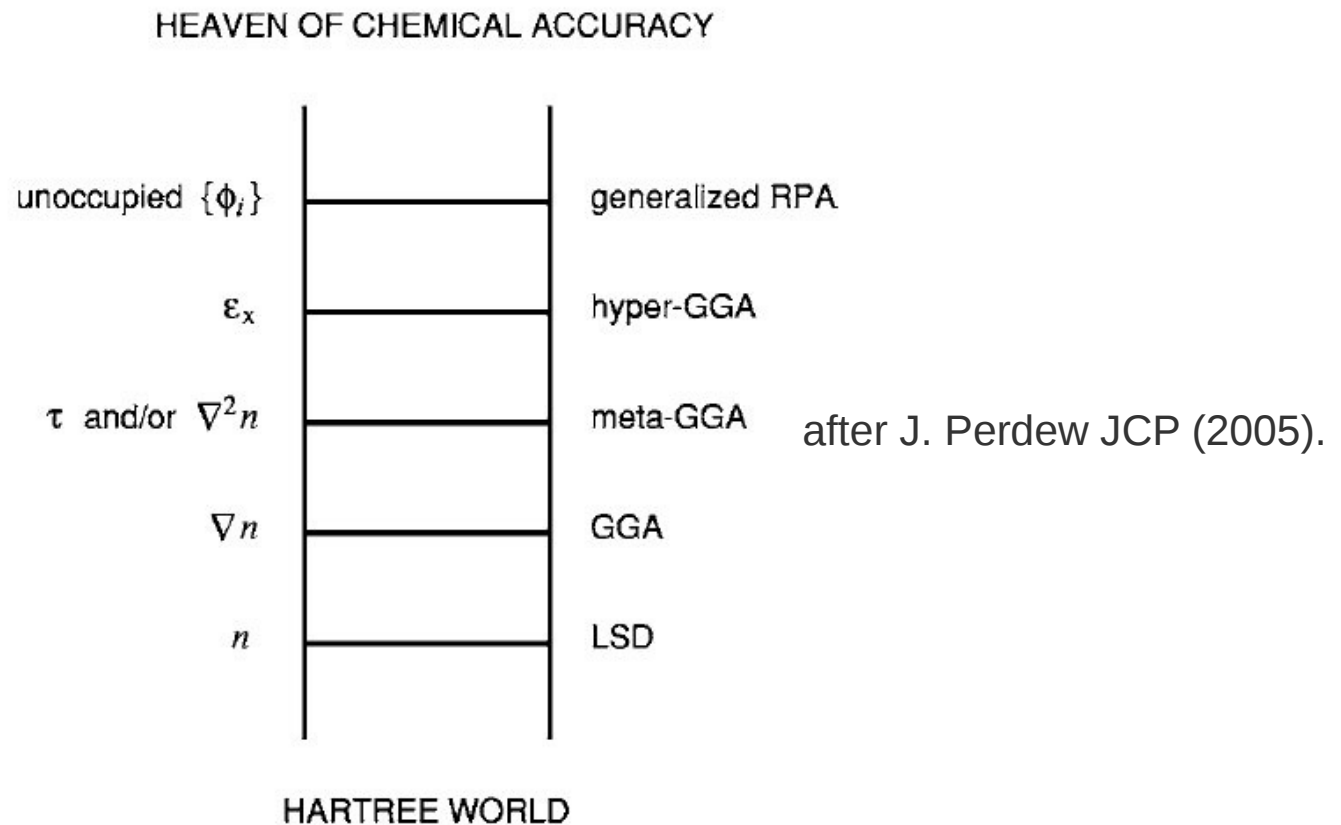 HEAVEN OF CHEMICAL ACCURACY
unoccupied {ϕᵢ} generalized RPA
εₓ hyper-GGA
τ and/or ∇²n meta-GGA after J. Perdew JCP (2005).
∇n GGA
n LSD
HARTREE WORLD